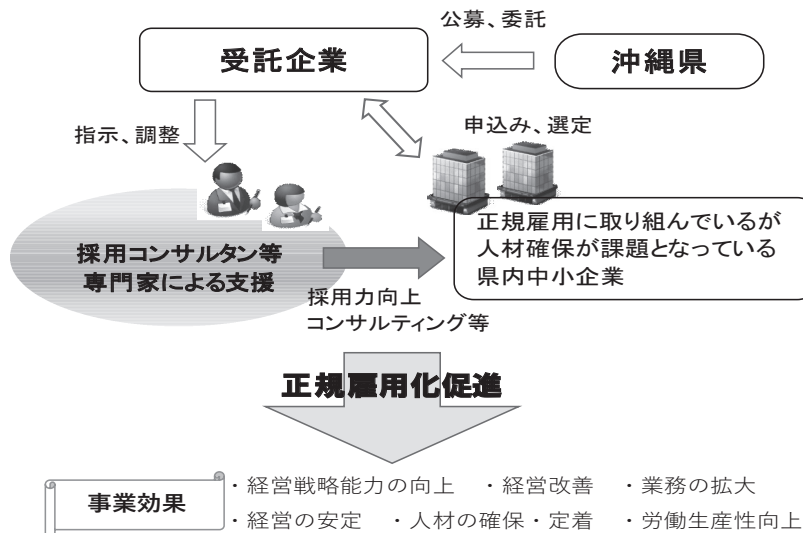 公募、委託
受託企業
沖縄県
指示、調整
申込み、選定
採用コンサルタン等
専門家による支援
正規雇用に取り組んでいるが
人材確保が課題となっている
県内中小企業
採用力向上
コンサルティング等
正規雇用化促進
事業効果
・経営戦略能力の向上 ・経営改善 ・業務の拡大
・経営の安定 ・人材の確保・定着 ・労働生産性向上